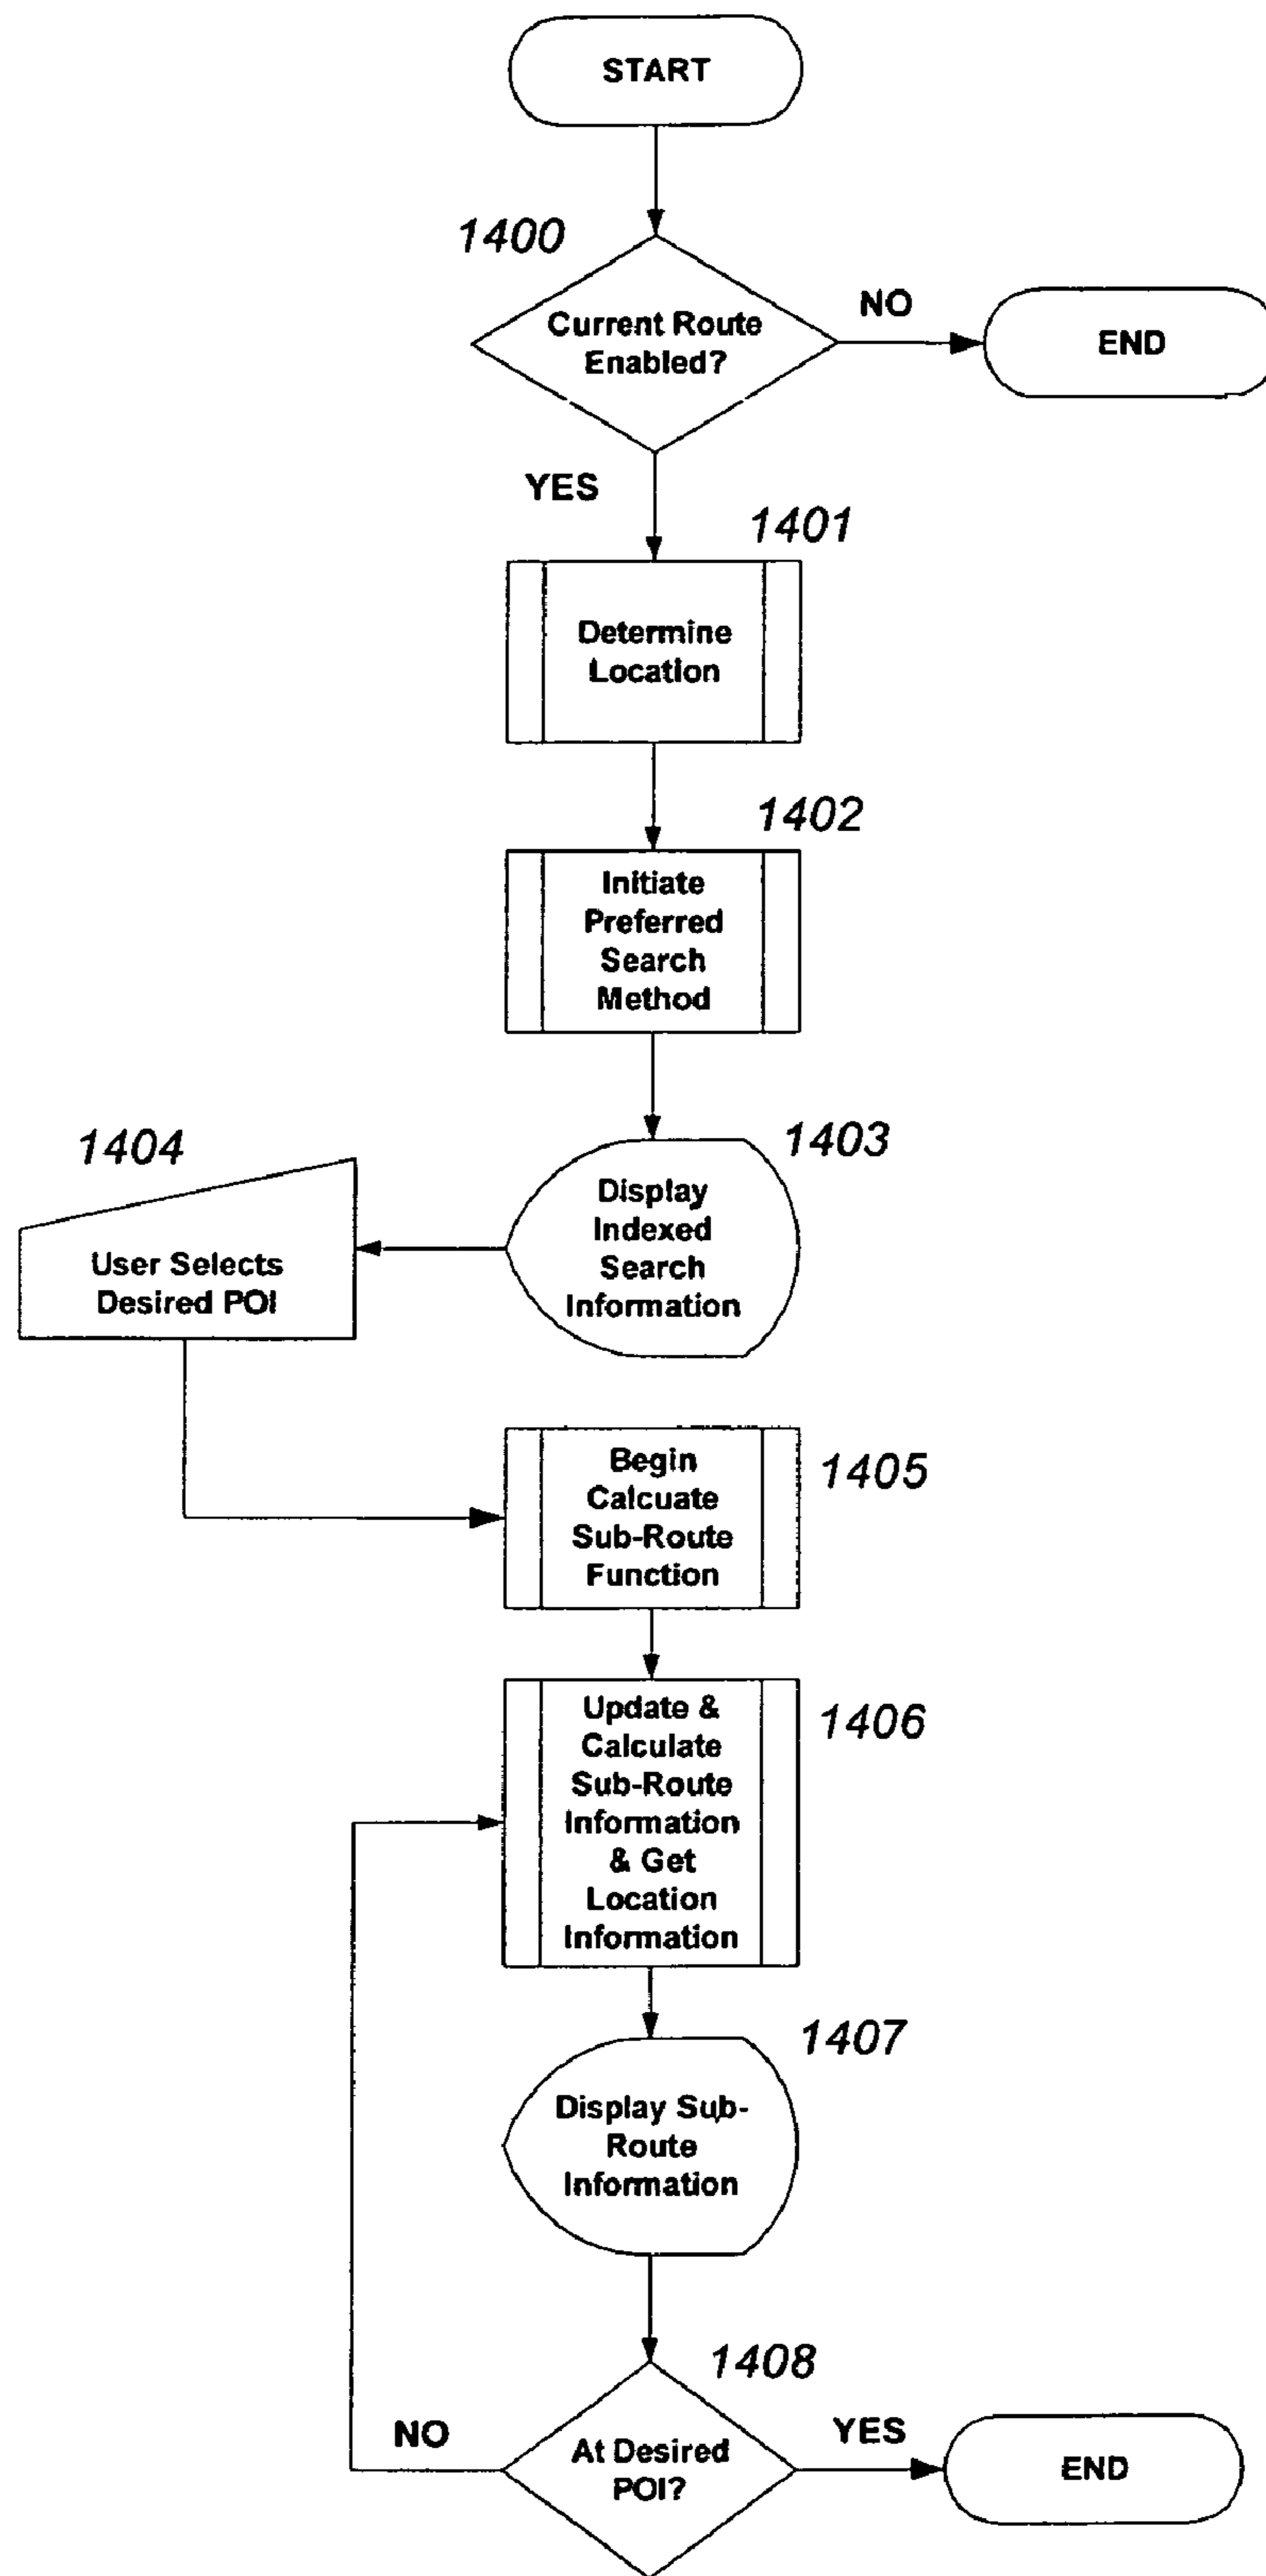 START
1400
Current Route
Enabled?
NO
END
YES
1401
Determine
Location
1402
Initiate
Preferred
Search
Method
1403
Display
Indexed
Search
Information
1404
User Selects
Desired POI
1405
Begin
Calcuate
Sub-Route
Function
1406
Update &
Calculate
Sub-Route
Information
& Get
Location
Information
1407
Display Sub-
Route
Information
1408
At Desired
POI?
NO
YES
END